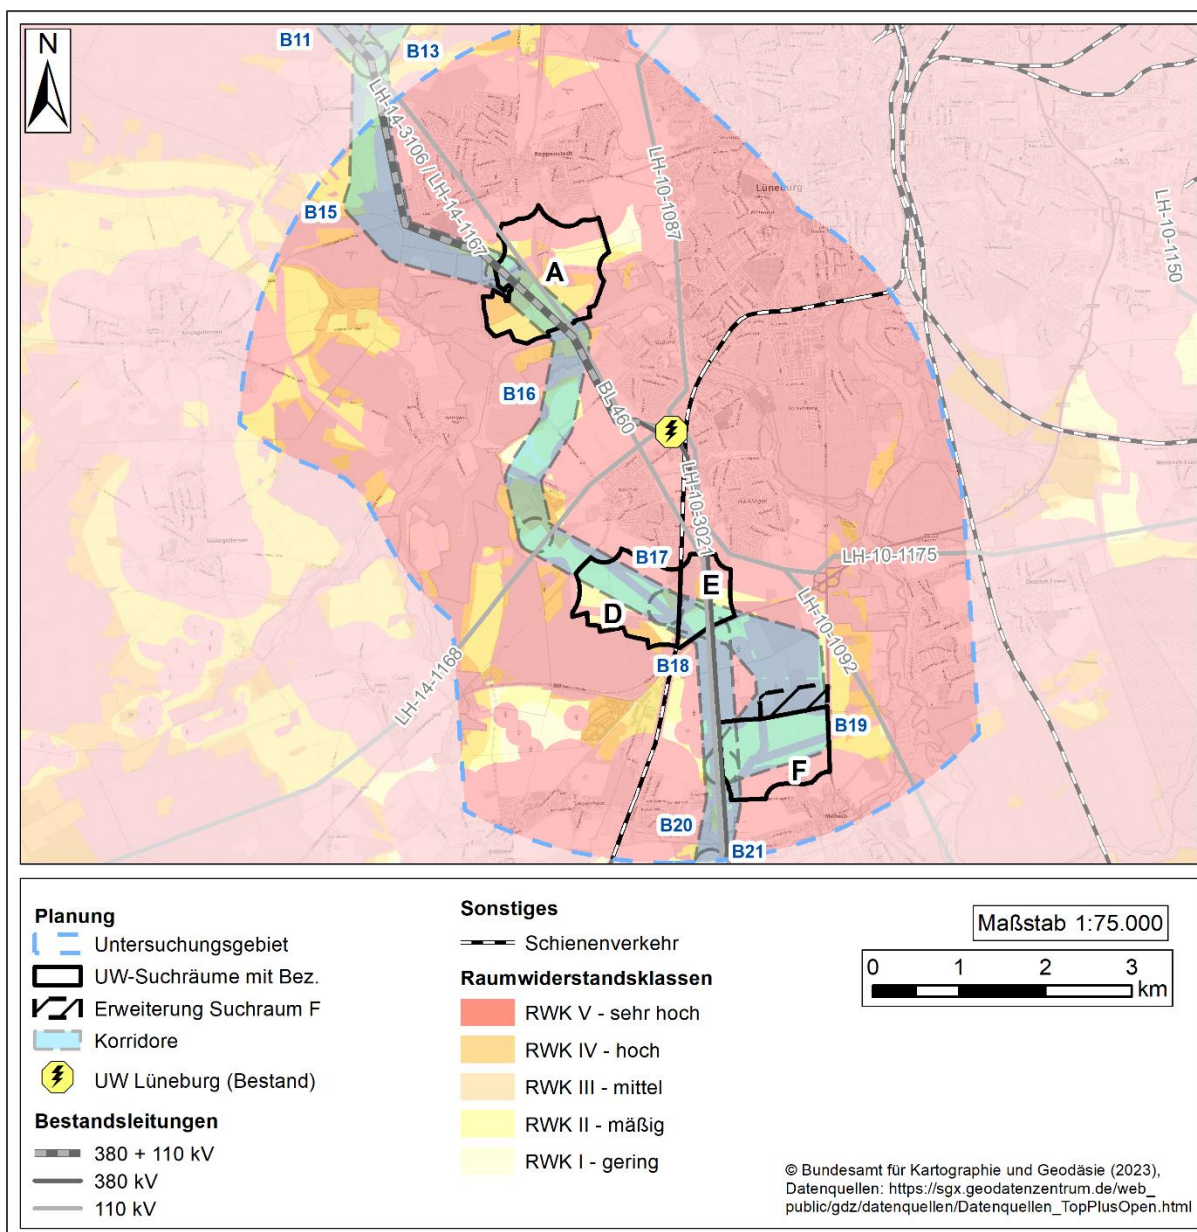 N
B11
B13
LH-14-3106 / LH-14-1167
Reppenstedt
LH-10-1087
Lüneburg
LH-10-1150
B15
A
B16
BL 460
LH-10-3021
B17
E
LH-10-1175
D
LH-10-1092
B18
LH-14-1168
B19
F
Melbeck
B20
B21
Planung
Untersuchungsgebiet
UW-Suchräume mit Bez.
Erweiterung Suchraum F
Korridore
UW Lüneburg (Bestand)
Bestandsleitungen
380 + 110 kV
380 kV
110 kV
Sonstiges
Schienenverkehr
Raumwiderstandsklassen
RWK V - sehr hoch
RWK IV - hoch
RWK III - mittel
RWK II - mäßig
RWK I - gering
Maßstab 1:75.000
0 1 2 3
km
© Bundesamt für Kartographie und Geodäsie (2023),
Datenquellen: https://sgx.geodatenzentrum.de/web_
public/gdz/datenquellen/Datenquellen_TopPlusOpen.html